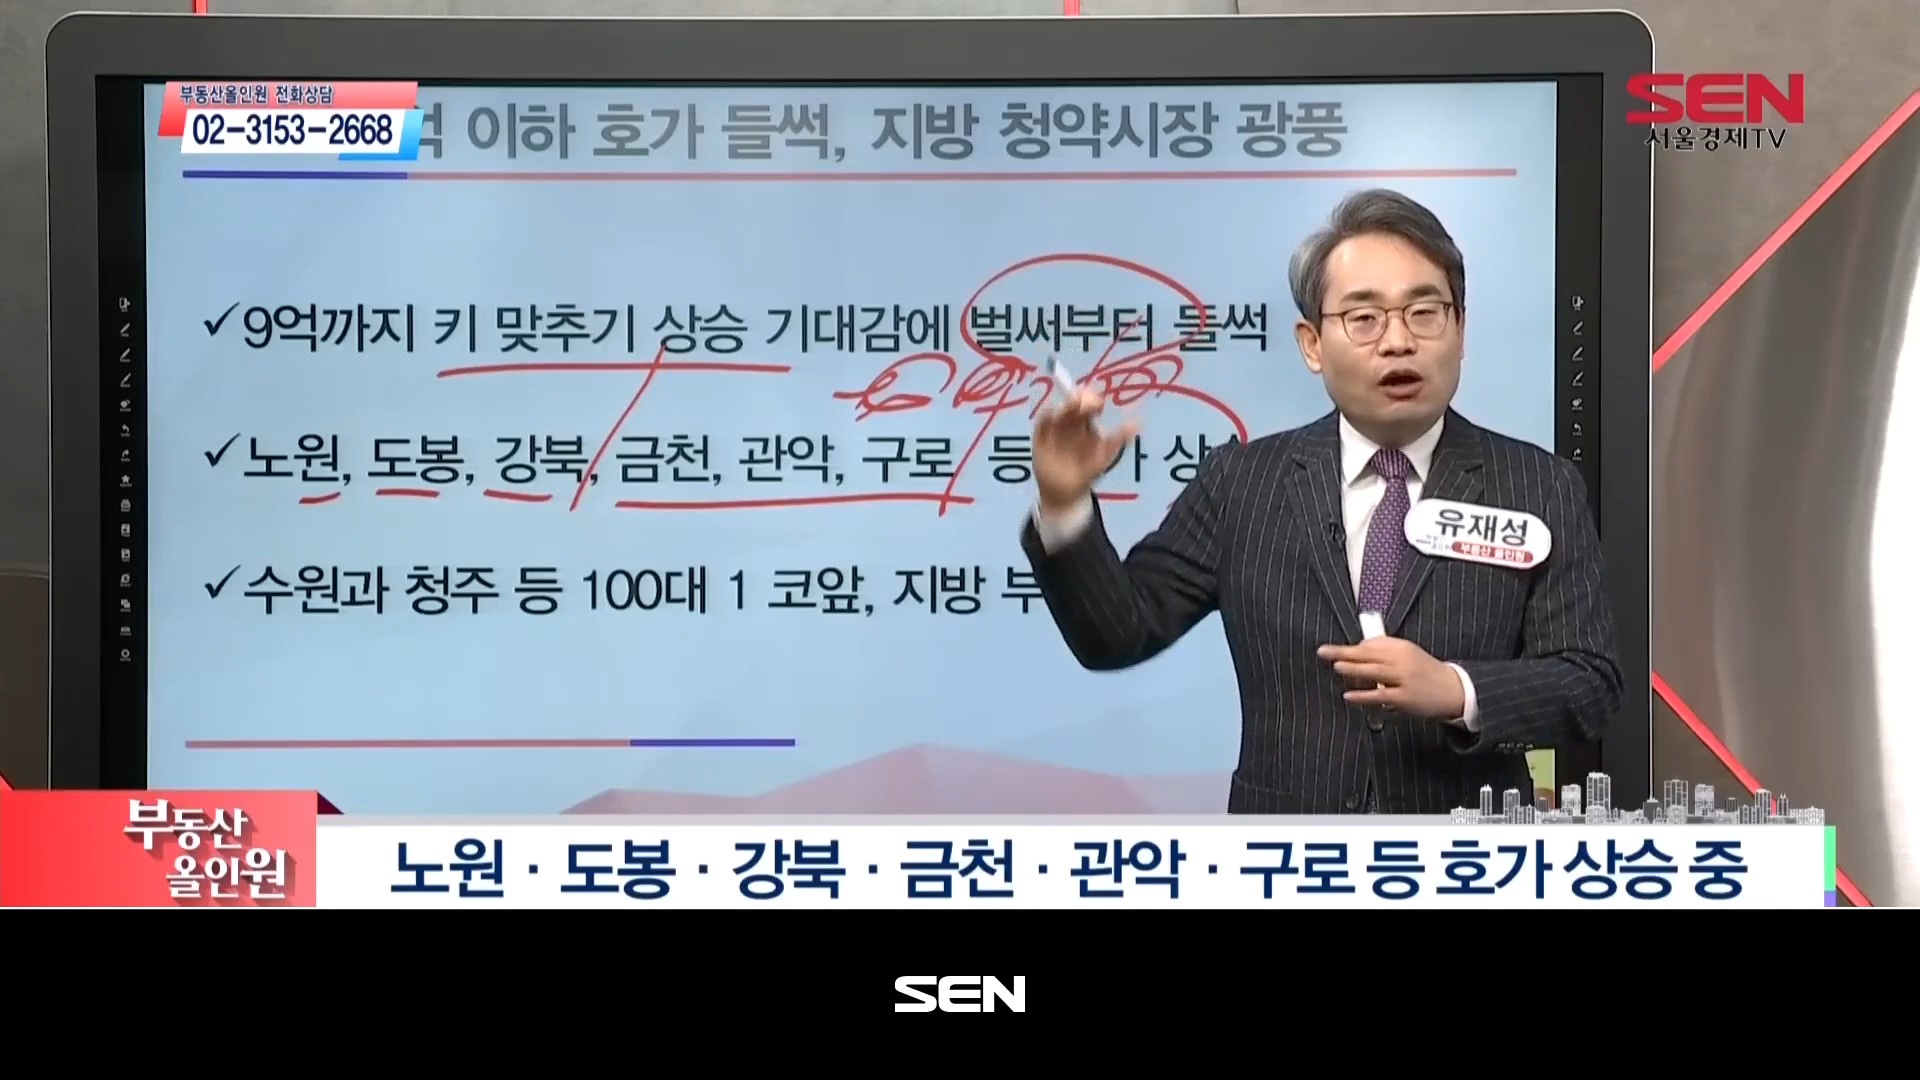 부동산올인원 전화상담
02-3153-2668
이하 호가 들썩, 지방 청약시장 광풍
SEN
서울경제TV
✓9억까지 키 맞추기 상승 기대감에 벌써부터 들썩
✓노원, 도봉, 강북, 금천, 관악, 구로 등
✓수원과 청주 등 100대 1 코앞, 지방
유재성
부동산 올인원
부동산
올인원
노원 · 도봉 · 강북 · 금천 · 관악 · 구로 등 호가 상승 중
SEN